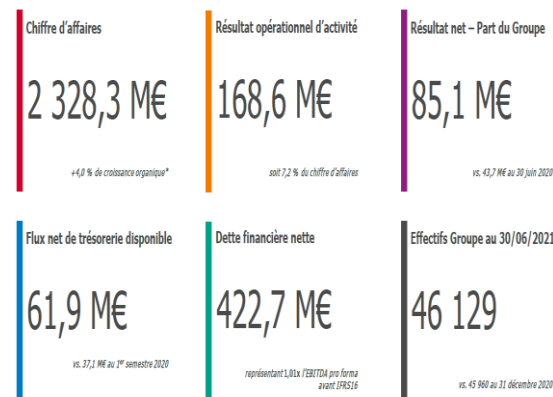 Chiffre d'affaires
2 328,3 M€
+4,0 % de croissance organique*
Résultat opérationnel d'activité
168,6 M€
soit 7,2 % du chiffre d'affaires
Résultat net – Part du Groupe
85,1 M€
vs. 43,7 M€ au 30 juin 2020
Flux net de trésorerie disponible
61,9 M€
vs. 37,1 M€ au 1er semestre 2020
Dette financière nette
422,7 M€
représentant 1,01x l'EBITDA pro forma
avant IFRS16
Effectifs Groupe au 30/06/2021
46 129
vs. 45 960 au 31 décembre 2020